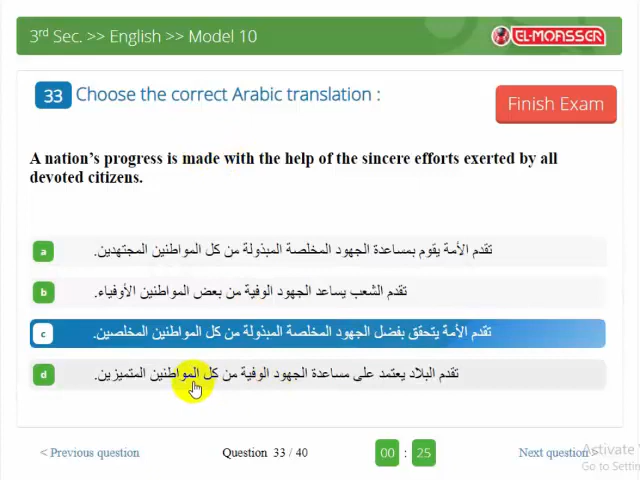 3rd Sec. >> English >> Model 10
EL-MOASSER
33 Choose the correct Arabic translation :
Finish Exam
A nation's progress is made with the help of the sincere efforts exerted by all
devoted citizens.
a تقدم الأمة يقوم بمساعدة الجهود المخلصة المبذولة من كل المواطنين المجتهدين.
b تقدم الشعب يساعد الجهود الوفية من بعض المواطنين الأوفياء.
c تقدم الأمة يتحقق بفضل الجهود المخلصة المبذولة من كل المواطنين المخلصين.
d تقدم البلاد يعتمد على مساعدة الجهود الوفية من كل المواطنين المتميزين.
< Previous question
Question 33 / 40
00 : 25
Next question >
Activate
Go to Settin